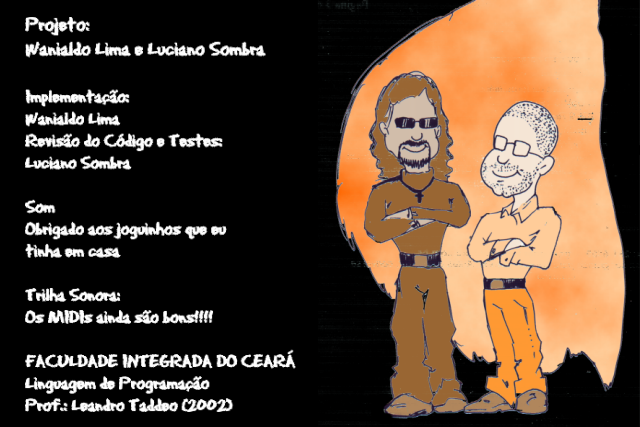 Projeto:
Wanialdo Lima e Luciano Sombra
Implementação:
Wanialdo Lima
Revisão do Código e Testes:
Luciano Sombra
Som
Obrigado aos joguinhos que eu
tinha em casa
Trilha Sonora:
Os MIDIs ainda são bons!!!!
FACULDADE INTEGRADA DO CEARÁ
Linguagem de Programação
Prof.: Leandro Taddeo (2002)